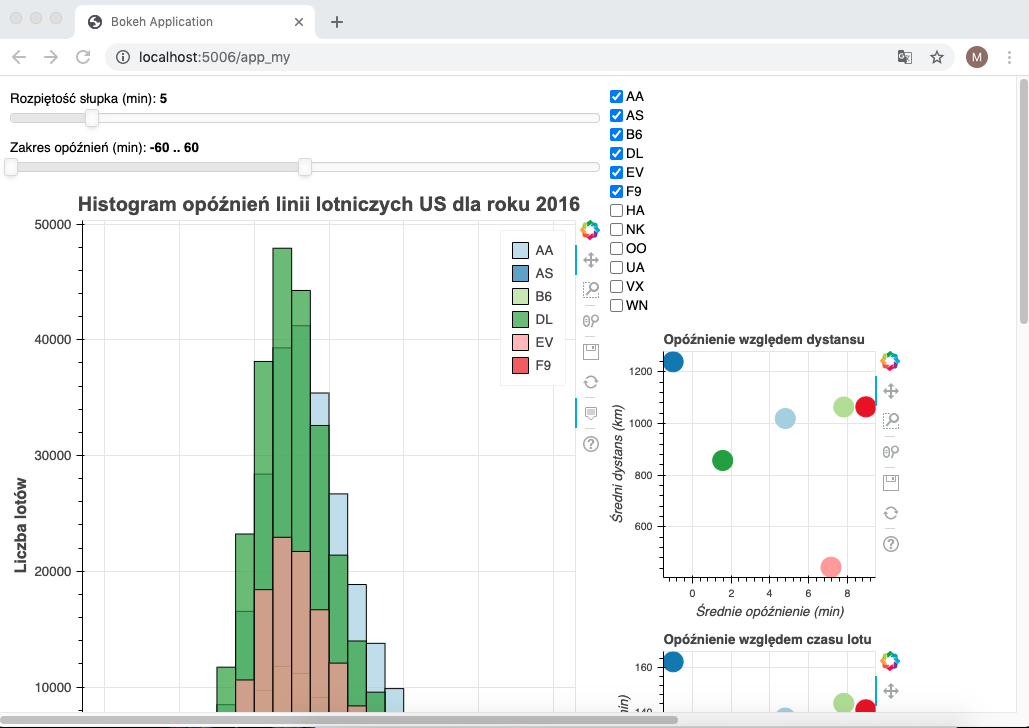 Bokeh Application
localhost:5006/app_my
M
Rozpiętość słupka (min): 5
Zakres opóźnień (min): -60 .. 60
AA
AS
B6
DL
EV
F9
HA
NK
OO
UA
VX
WN
Histogram opóźnień linii lotniczych US dla roku 2016
50000
40000
30000
20000
10000
Liczba lotów
AA
AS
B6
DL
EV
F9
Opóźnienie względem dystansu
1200
1000
800
600
Średni dystans (km)
0 2 4 6 8
Średnie opóźnienie (min)
Opóźnienie względem czasu lotu
160
140
min)